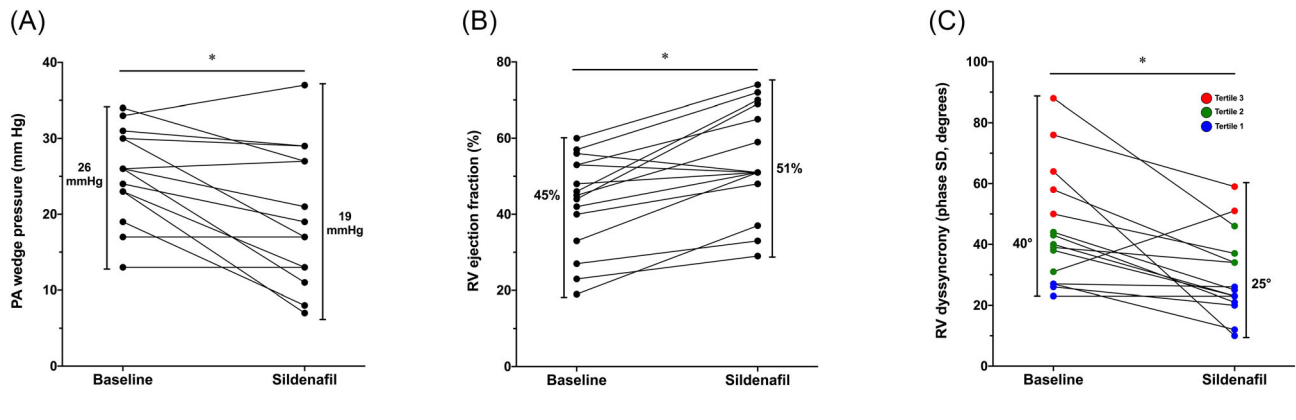 (A)
*
PA wedge pressure (mm Hg)
40
30
20
10
0
26
mmHg
19
mmHg
Baseline
Sildenafil
(B)
*
RV ejection fraction (%)
80
60
40
20
0
45%
51%
Baseline
Sildenafil
(C)
*
RV dyssyncrony (phase SD, degrees)
100
80
60
40
20
0
Tertile 3
Tertile 2
Tertile 1
40°
25°
Baseline
Sildenafil